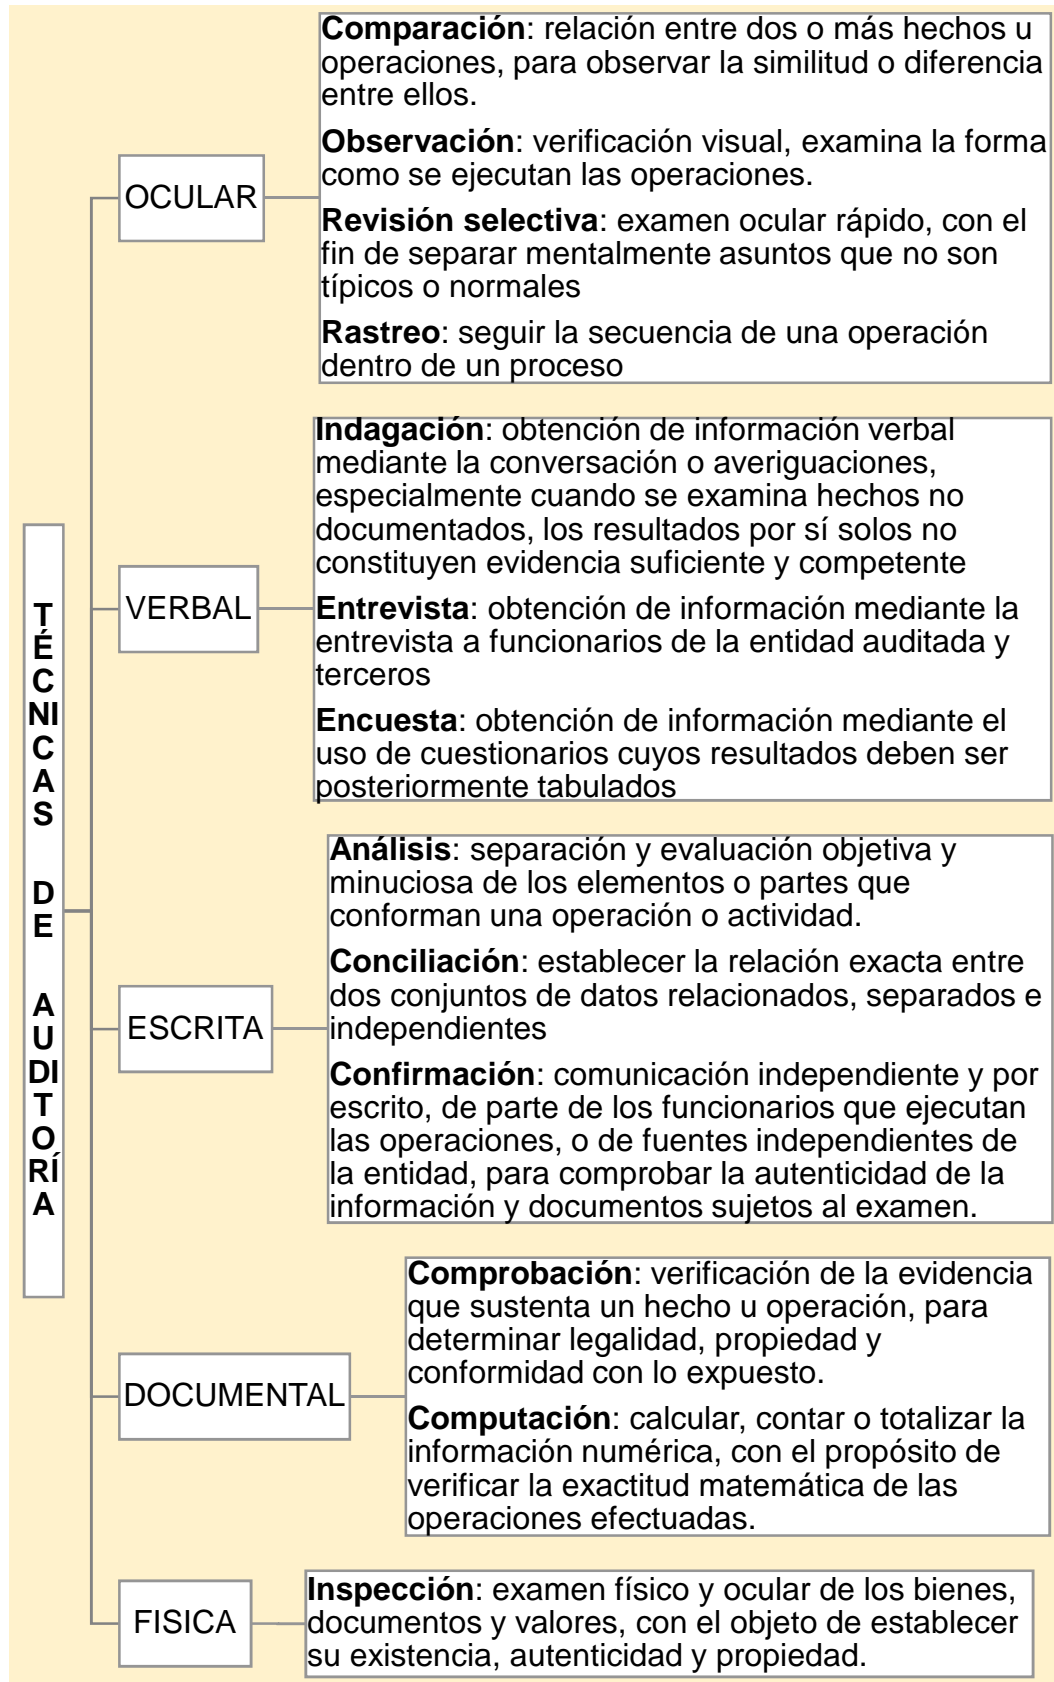 TÉCNICAS DE AUDITORÍA
OCULAR
Comparación: relación entre dos o más hechos u
operaciones, para observar la similitud o diferencia
entre ellos.
Observación: verificación visual, examina la forma
como se ejecutan las operaciones.
Revisión selectiva: examen ocular rápido, con el
fin de separar mentalmente asuntos que no son
típicos o normales
Rastreo: seguir la secuencia de una operación
dentro de un proceso
VERBAL
Indagación: obtención de información verbal
mediante la conversación o averiguaciones,
especialmente cuando se examina hechos no
documentados, los resultados por sí solos no
constituyen evidencia suficiente y competente
Entrevista: obtención de información mediante la
entrevista a funcionarios de la entidad auditada y
terceros
Encuesta: obtención de información mediante el
uso de cuestionarios cuyos resultados deben ser
posteriormente tabulados
ESCRITA
Análisis: separación y evaluación objetiva y
minuciosa de los elementos o partes que
conforman una operación o actividad.
Conciliación: establecer la relación exacta entre
dos conjuntos de datos relacionados, separados e
independientes
Confirmación: comunicación independiente y por
escrito, de parte de los funcionarios que ejecutan
las operaciones, o de fuentes independientes de
la entidad, para comprobar la autenticidad de la
información y documentos sujetos al examen.
DOCUMENTAL
Comprobación: verificación de la evidencia
que sustenta un hecho u operación, para
determinar legalidad, propiedad y
conformidad con lo expuesto.
Computación: calcular, contar o totalizar la
información numérica, con el propósito de
verificar la exactitud matemática de las
operaciones efectuadas.
FISICA
Inspección: examen físico y ocular de los bienes,
documentos y valores, con el objeto de establecer
su existencia, autenticidad y propiedad.